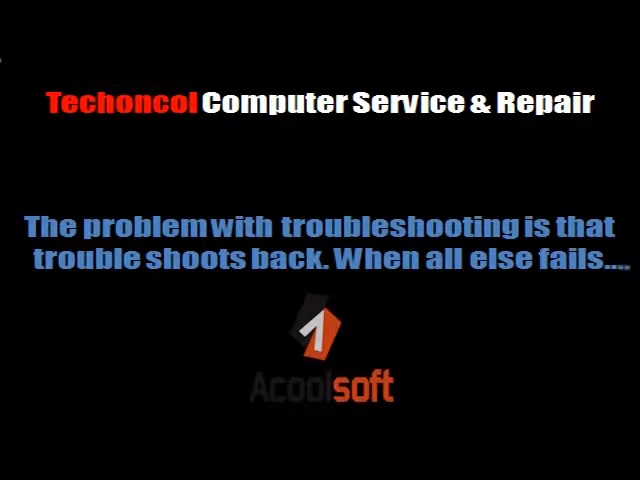 Techoncol Computer Service & Repair
The problem with troubleshooting is that
trouble shoots back. When all else fails....
Acoolsoft